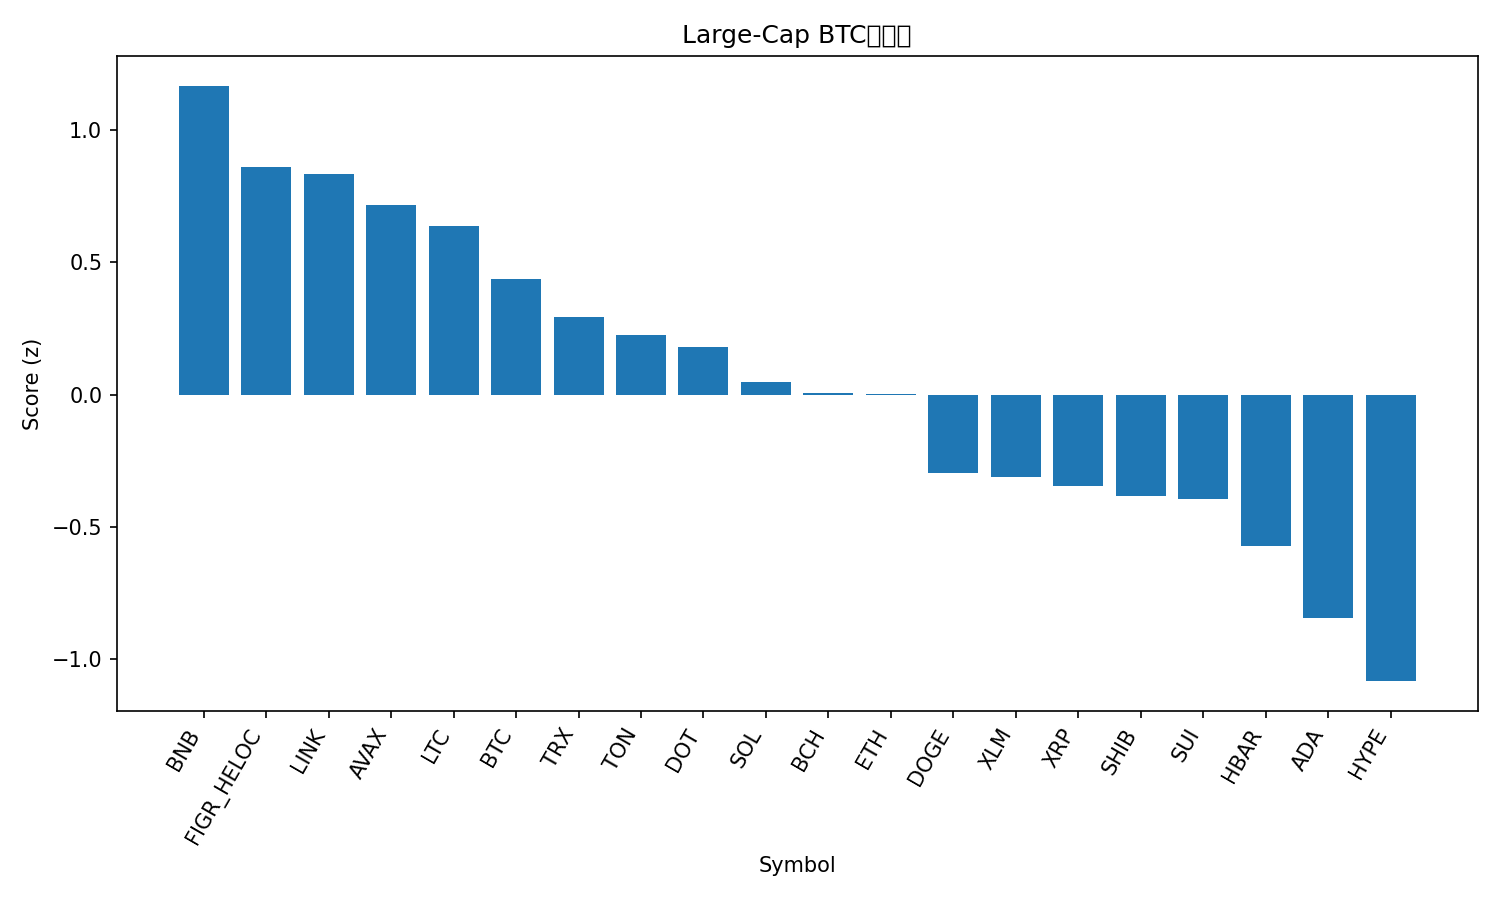 Large-Cap BTC
Score (z)
1.0
0.5
0.0
−0.5
−1.0
BNB
FIGR_HELOC
LINK
AVAX
LTC
BTC
TRX
TON
DOT
SOL
BCH
ETH
DOGE
XLM
XRP
SHIB
SUI
HBAR
ADA
HYPE
Symbol